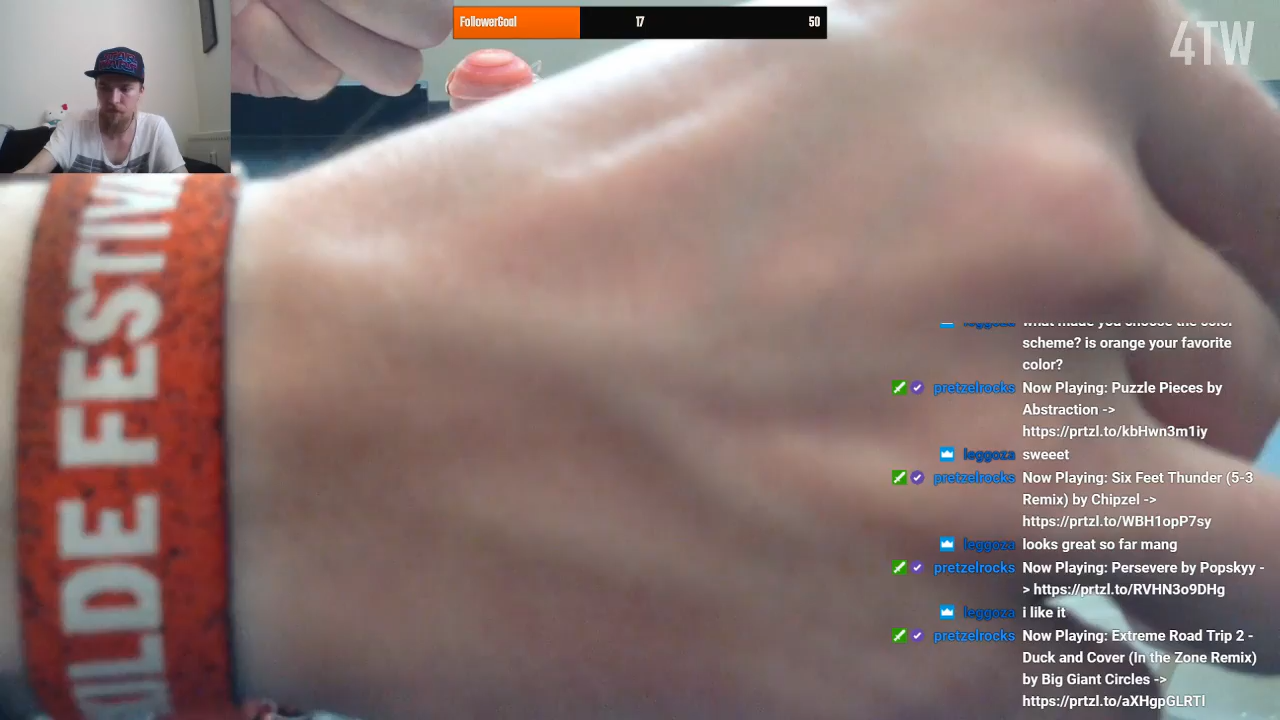 FollowerGoal 17 50
4TW
ILDE FESTIV
scheme? is orange your favorite
color?
pretzelrocks Now Playing: Puzzle Pieces by
Abstraction ->
https://prtzl.to/kbHwn3m1iy
leggoza sweeet
pretzelrocks Now Playing: Six Feet Thunder (5-3
Remix) by Chipzel ->
https://prtzl.to/WBH1opP7sy
leggoza looks great so far mang
pretzelrocks Now Playing: Persevere by Popskyy -
> https://prtzl.to/RVHN3o9DHg
leggoza i like it
pretzelrocks Now Playing: Extreme Road Trip 2 -
Duck and Cover (In the Zone Remix)
by Big Giant Circles ->
https://prtzl.to/aXHgpGLRTl